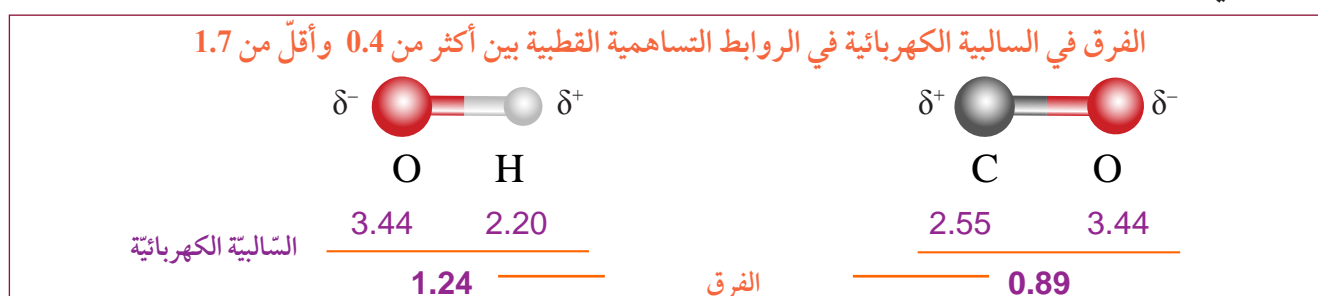 الفرق في السالبية الكهربائية في الروابط التساهمية القطبية بين أكثر من 0.4 وأقلّ من 1.7
δ− δ+ δ+ δ−
O H C O
3.44 2.20 2.55 3.44
السّالبيّة الكهربائيّة
1.24 الفرق 0.89